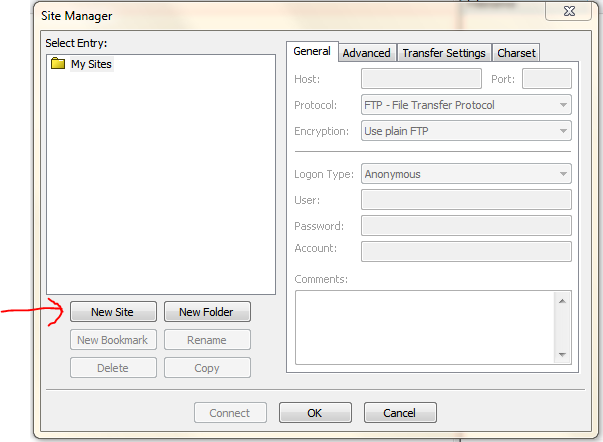 Site Manager
Select Entry:
My Sites
New Site
New Folder
New Bookmark
Rename
Delete
Copy
General
Advanced
Transfer Settings
Charset
Host:
Port:
Protocol:
FTP - File Transfer Protocol
Encryption:
Use plain FTP
Logon Type:
Anonymous
User:
Password:
Account:
Comments:
Connect
OK
Cancel